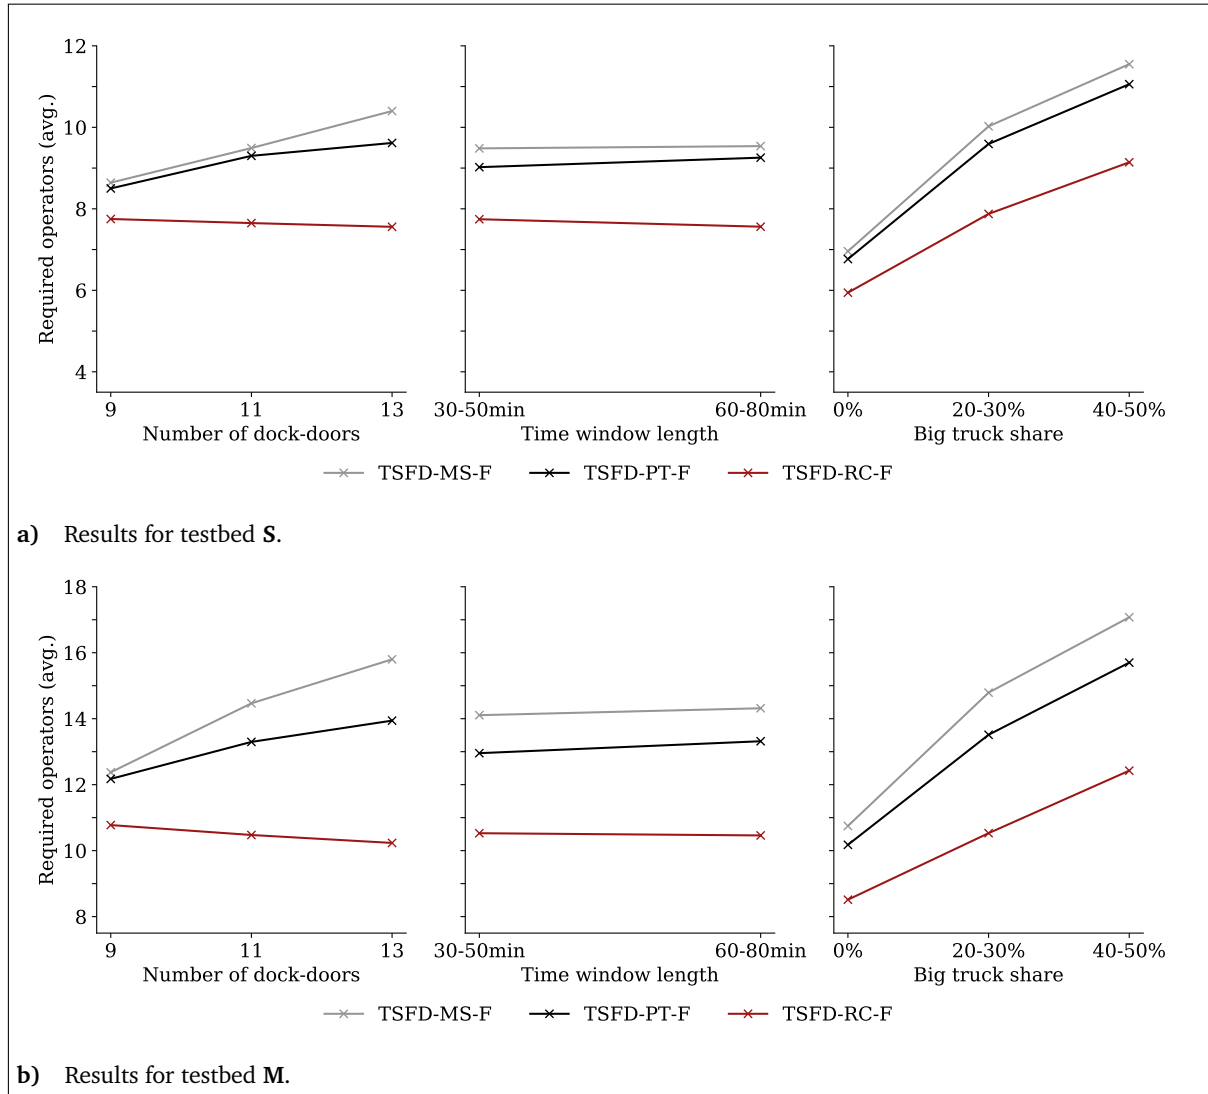 12
10
8
6
4
Required operators (avg.)
9 11 13
Number of dock-doors
30-50min 60-80min
Time window length
0% 20-30% 40-50%
Big truck share
TSFD-MS-F TSFD-PT-F TSFD-RC-F
a) Results for testbed S.
18
16
14
12
10
8
Required operators (avg.)
9 11 13
Number of dock-doors
30-50min 60-80min
Time window length
0% 20-30% 40-50%
Big truck share
TSFD-MS-F TSFD-PT-F TSFD-RC-F
b) Results for testbed M.